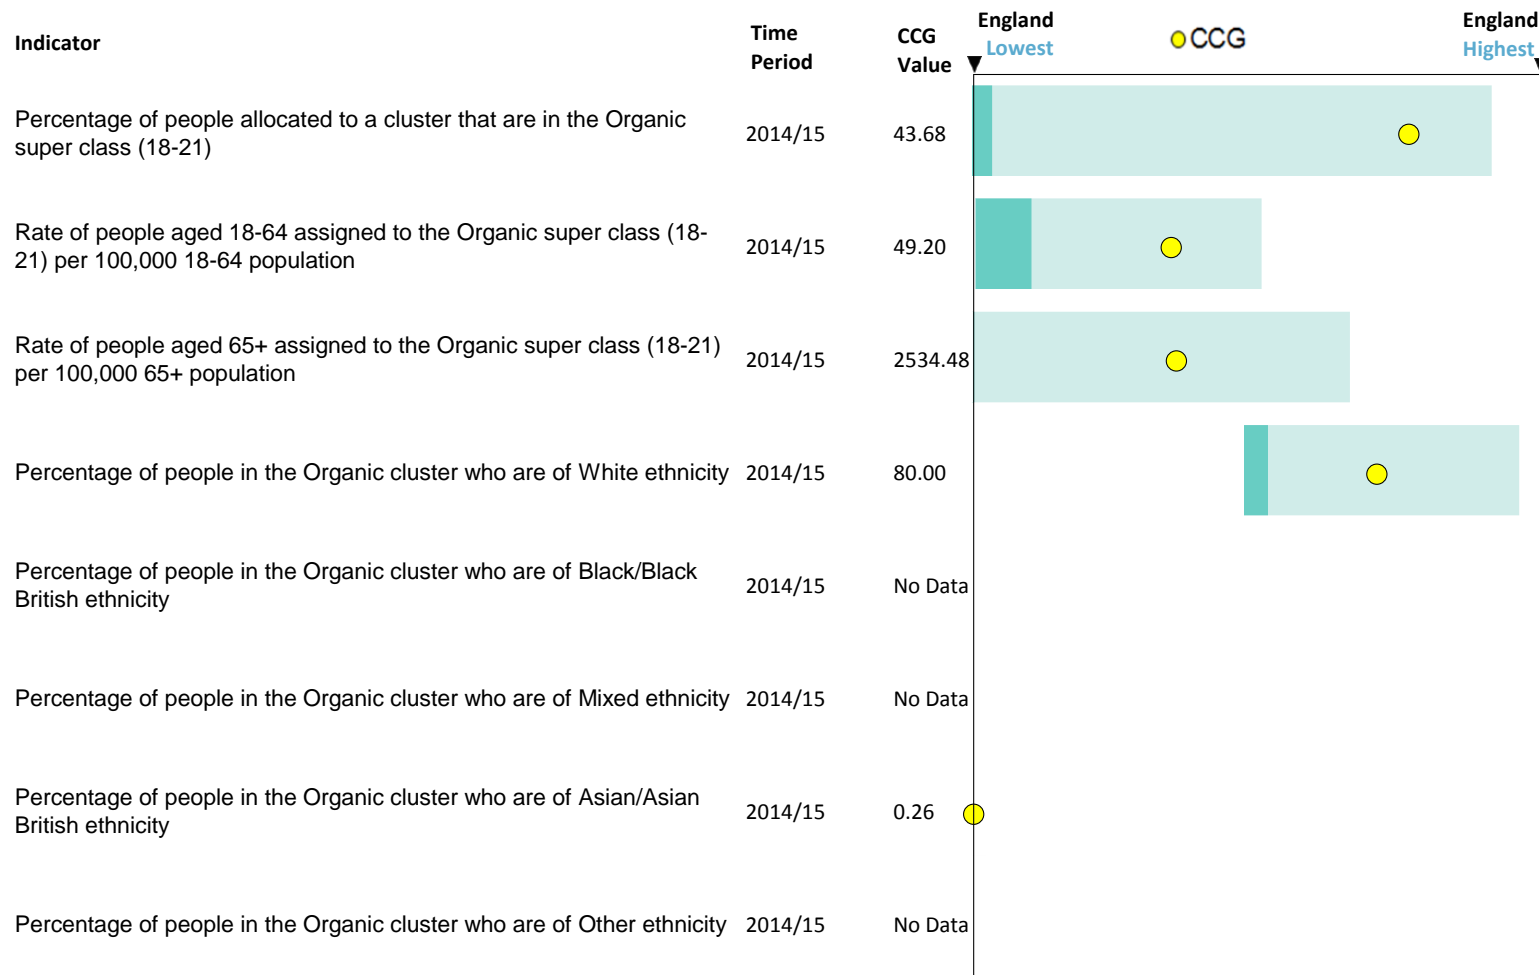 Indicator
Time
Period
CCG
Value
England
Lowest
CCG
England
Highest
Percentage of people allocated to a cluster that are in the Organic
super class (18-21)
2014/15
43.68
Rate of people aged 18-64 assigned to the Organic super class (18-
21) per 100,000 18-64 population
2014/15
49.20
Rate of people aged 65+ assigned to the Organic super class (18-21)
per 100,000 65+ population
2014/15
2534.48
Percentage of people in the Organic cluster who are of White ethnicity
2014/15
80.00
Percentage of people in the Organic cluster who are of Black/Black
British ethnicity
2014/15
No Data
Percentage of people in the Organic cluster who are of Mixed ethnicity
2014/15
No Data
Percentage of people in the Organic cluster who are of Asian/Asian
British ethnicity
2014/15
0.26
Percentage of people in the Organic cluster who are of Other ethnicity
2014/15
No Data